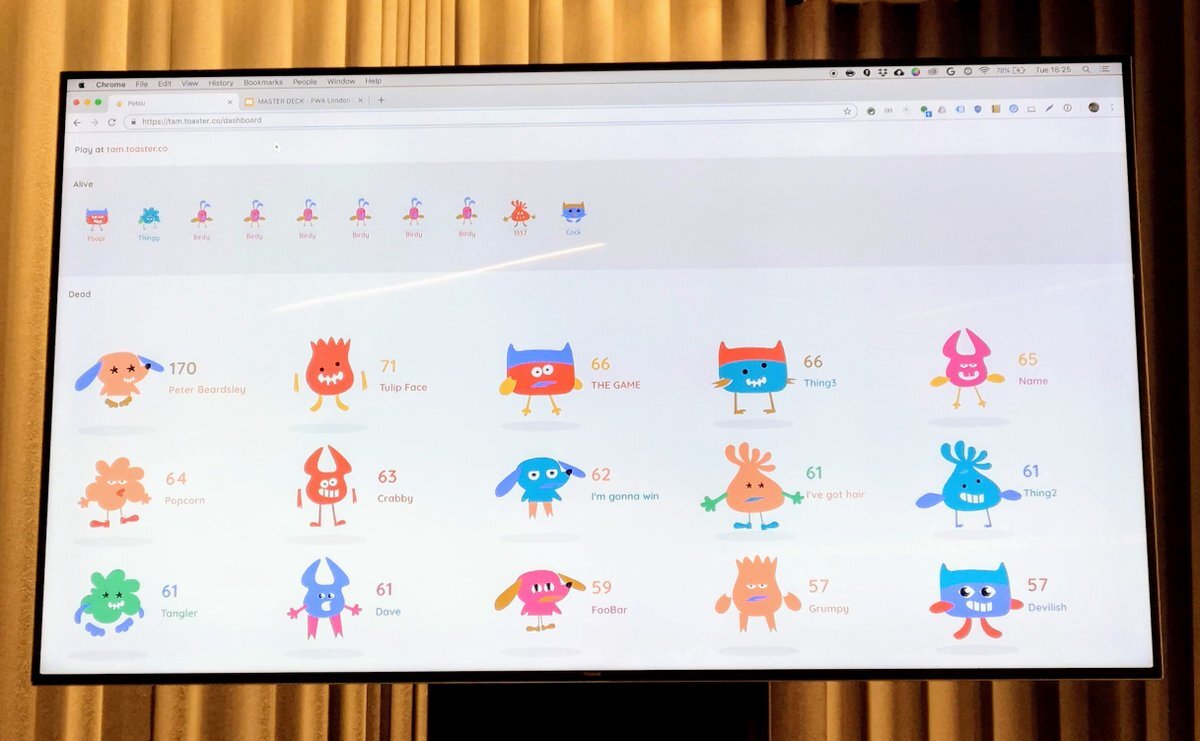 Chrome File Edit View History Bookmarks People Window Help
78% Tue 18:25
Petsu
MASTER DECK - PWA London
https://tam.toaster.co/dashboard
Play at tam.toaster.co
Alive
Poopi Thingy Birdy Birdy Birdy Birdy Birdy Birdy 1337 Cock
Dead
170 71 66 66 65
Peter Beardsley Tulip Face THE GAME Thing3 Name
64 63 62 61 61
Popcorn Crabby I'm gonna win I've got hair Thing2
61 61 59 57 57
Tangler Dave FooBar Grumpy Devilish